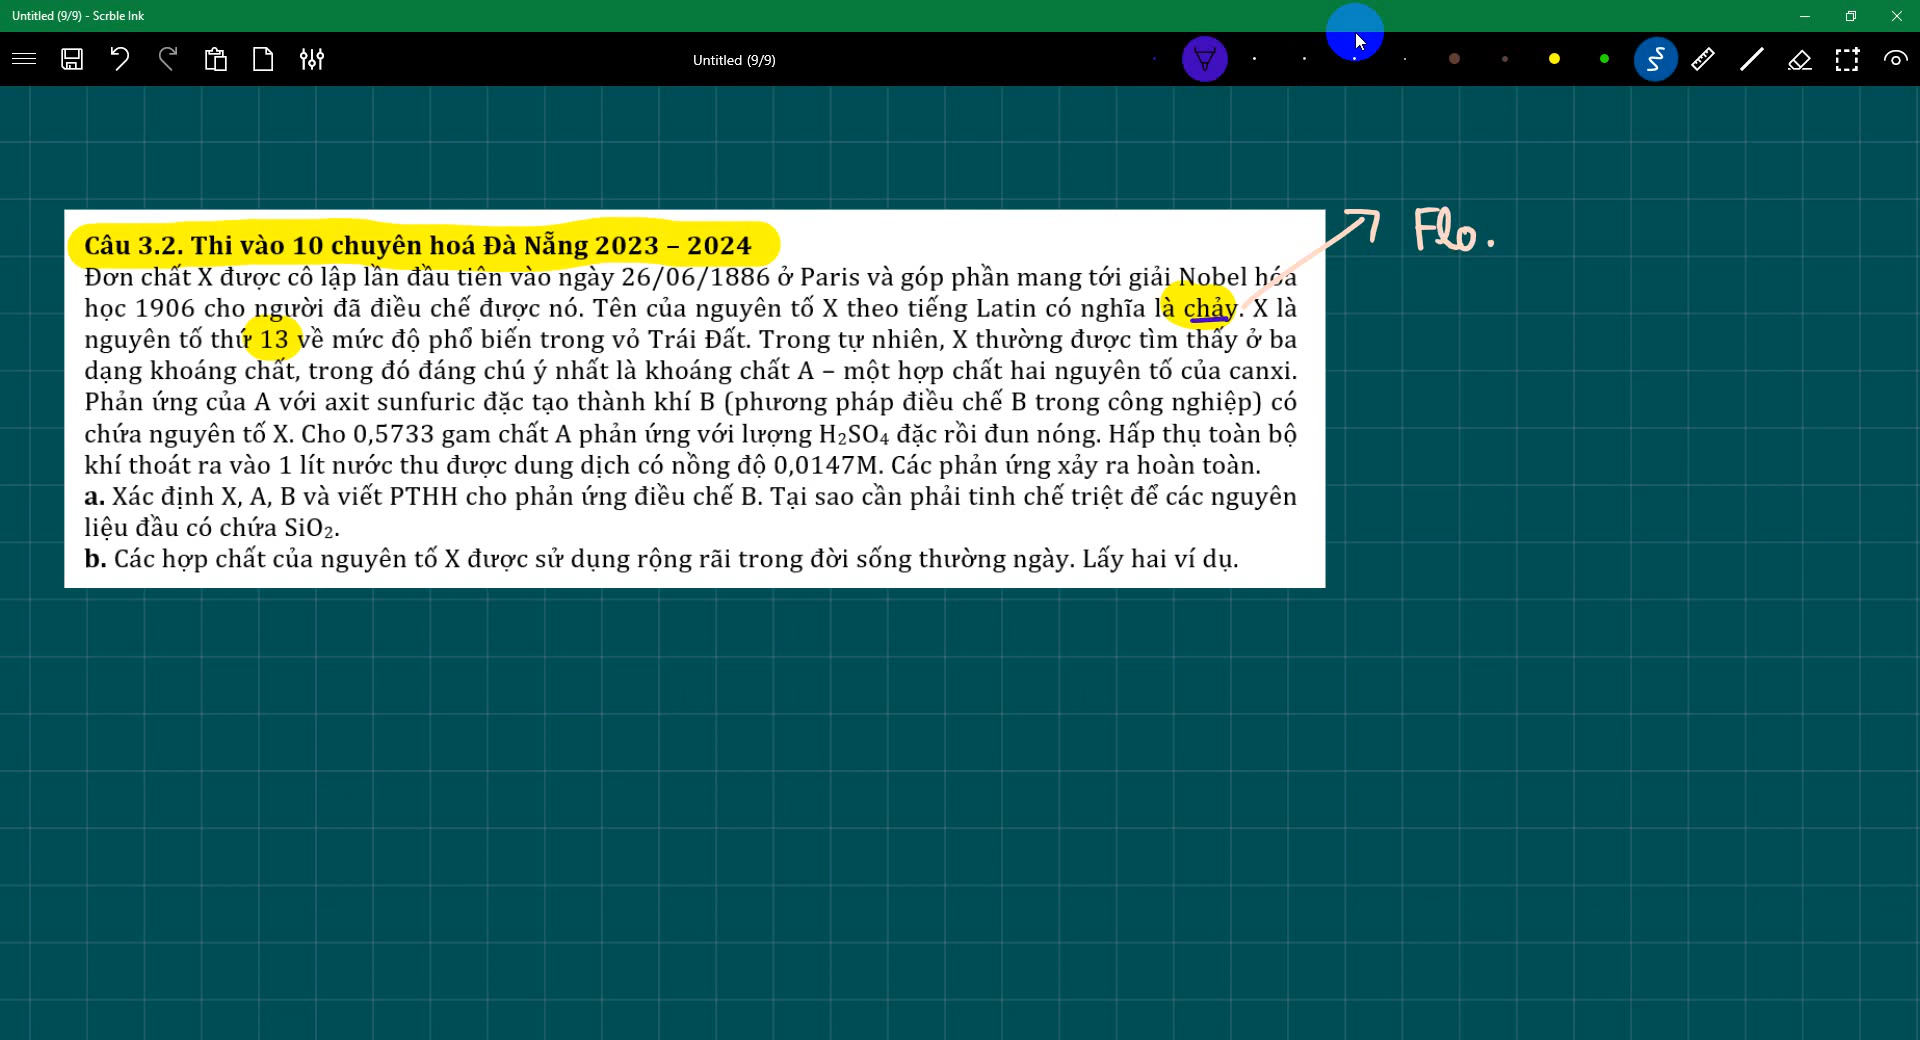 Untitled (9/9) - Scrble Ink
Untitled (9/9)
Câu 3.2. Thi vào 10 chuyên hoá Đà Nẵng 2023 – 2024
Đơn chất X được cô lập lần đầu tiên vào ngày 26/06/1886 ở Paris và góp phần mang tới giải Nobel hóa
học 1906 cho người đã điều chế được nó. Tên của nguyên tố X theo tiếng Latin có nghĩa là chảy. X là
nguyên tố thứ 13 về mức độ phổ biến trong vỏ Trái Đất. Trong tự nhiên, X thường được tìm thấy ở ba
dạng khoáng chất, trong đó đáng chú ý nhất là khoáng chất A – một hợp chất hai nguyên tố của canxi.
Phản ứng của A với axit sunfuric đặc tạo thành khí B (phương pháp điều chế B trong công nghiệp) có
chứa nguyên tố X. Cho 0,5733 gam chất A phản ứng với lượng H₂SO₄ đặc rồi đun nóng. Hấp thụ toàn bộ
khí thoát ra vào 1 lít nước thu được dung dịch có nồng độ 0,0147M. Các phản ứng xảy ra hoàn toàn.
a. Xác định X, A, B và viết PTHH cho phản ứng điều chế B. Tại sao cần phải tinh chế triệt để các nguyên
liệu đầu có chứa SiO₂.
b. Các hợp chất của nguyên tố X được sử dụng rộng rãi trong đời sống thường ngày. Lấy hai ví dụ.
Flo.